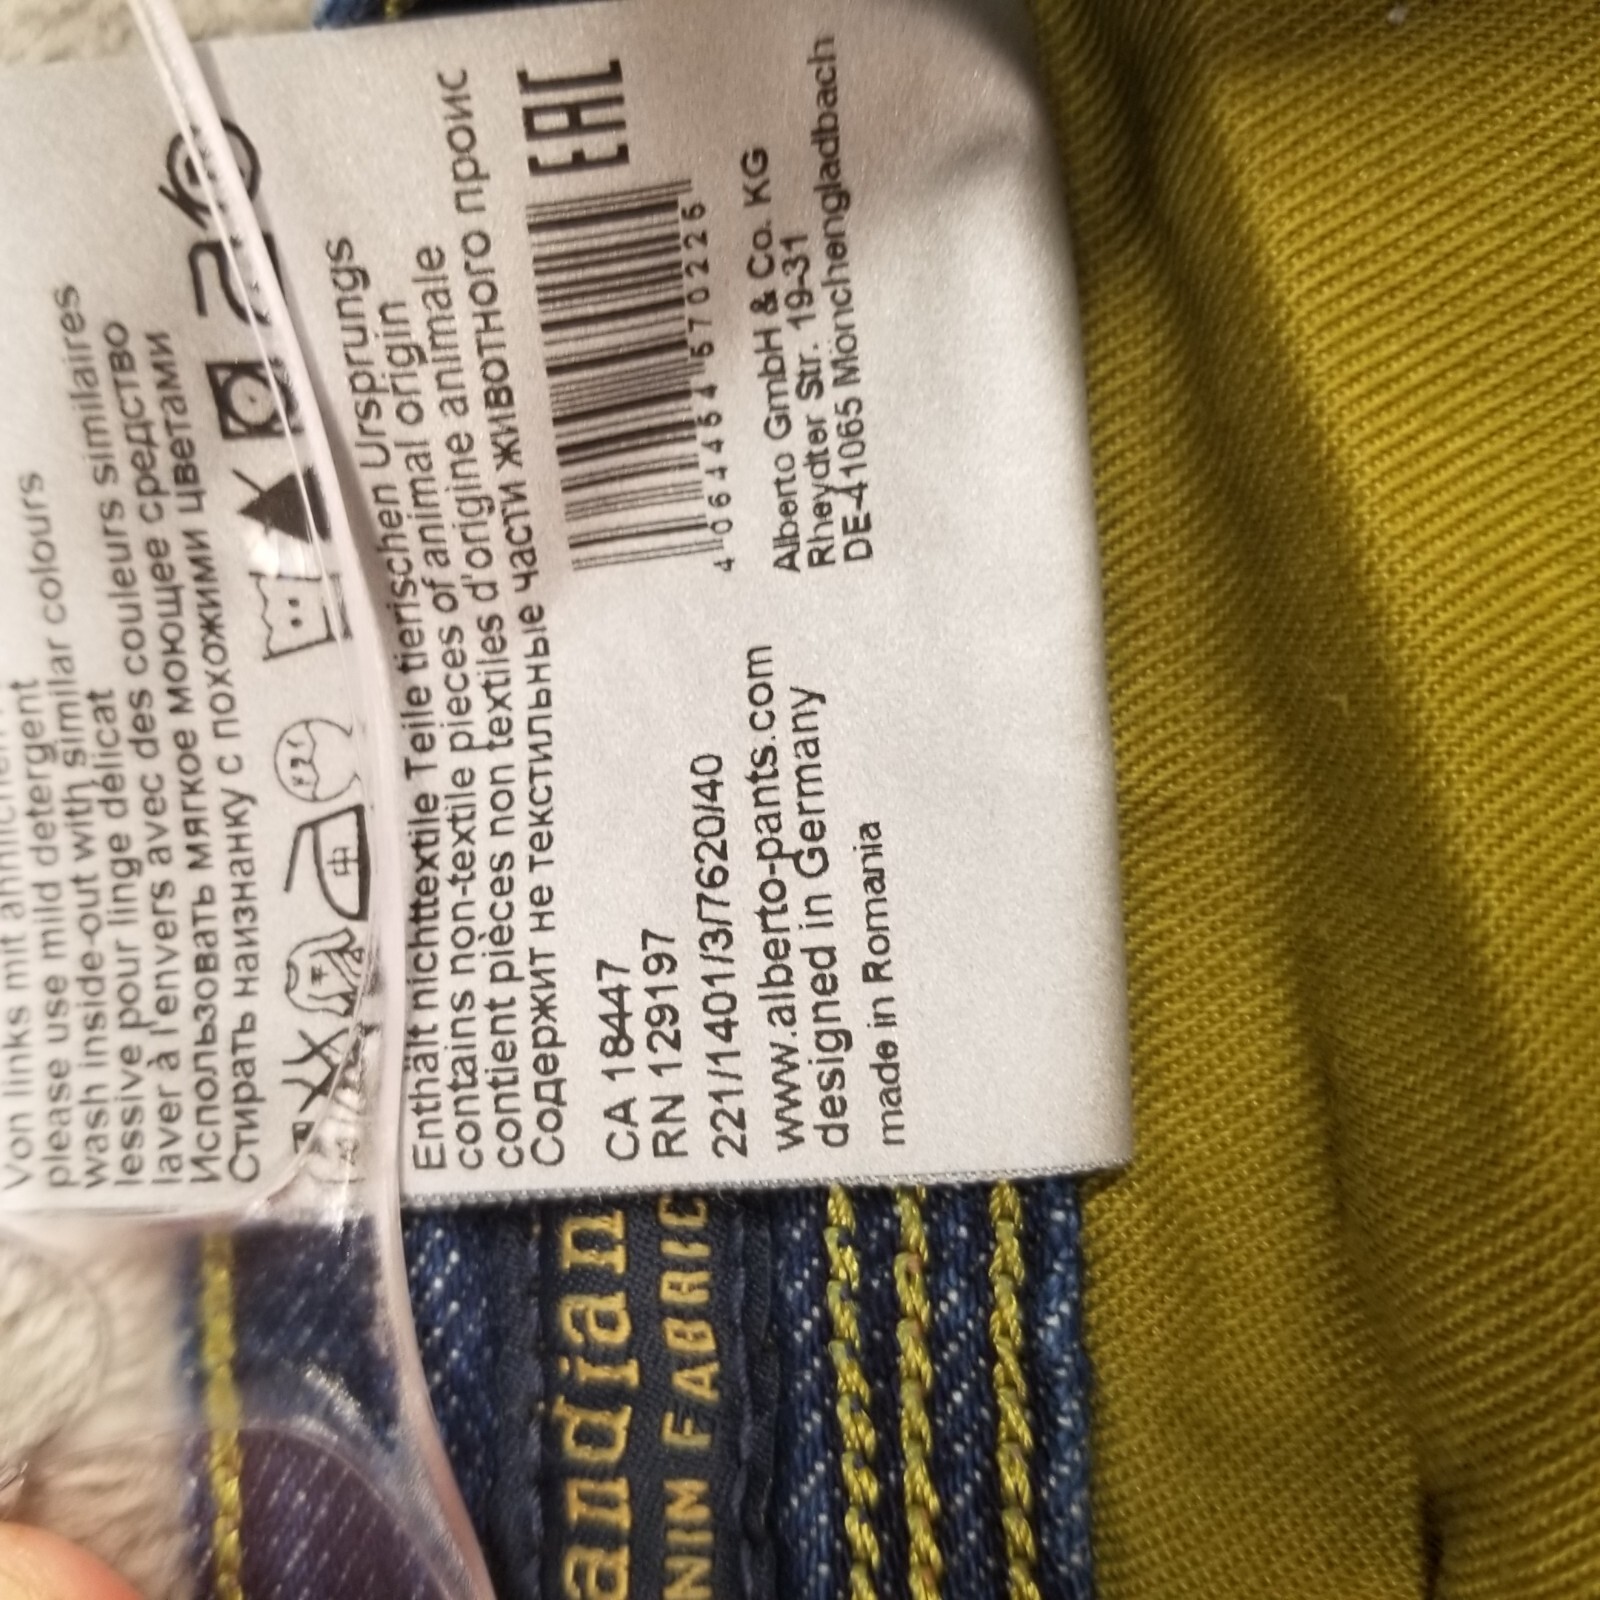 Von links mit
please use mild detergent
wash inside-out with similar colours
lessive pour linge délicat
laver à l'envers avec des couleurs similaires
Использовать мягкое моющее средство
Стирать наизнанку с похожими цветами
Enthält nichttextile Teile tierischen Ursprungs
contains non-textile pieces of animal origin
contient pièces non textiles d'origine animale
Содержит не текстильные части животного проис
EAC
CA 18447
RN 129197
221/1401/3/7620/40
www.alberto-pants.com
designed in Germany
made in Romania
4064464570226
Alberto GmbH & Co. KG
Rheydter Str. 19-31
DE-41065 Mönchengladbach
andian
NIM FABRIC